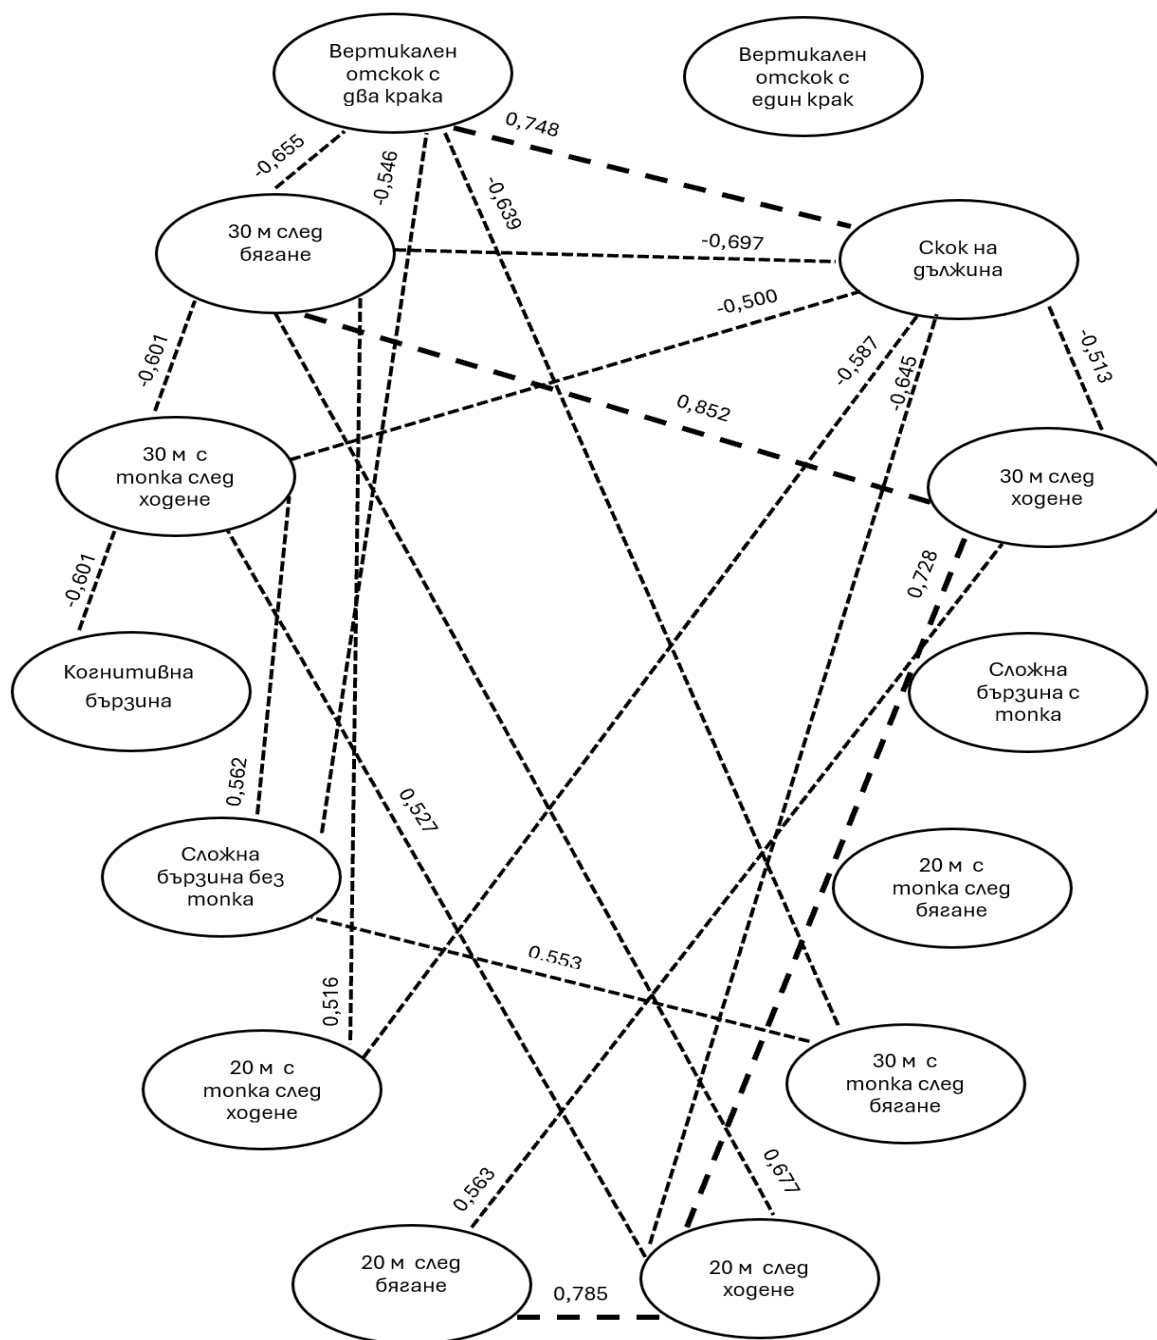 Вертикален
отскок с
два крака
Вертикален
отскок с
един крак
0,748
-0,655
-0,546
-0,639
30 м след
бягане
-0,697
Скок на
дължина
-0,500
-0,601
-0,587
-0,645
-0,513
0,852
30 м с
топка след
ходене
30 м след
ходене
-0,601
0,728
Когнитивна
бързина
Сложна
бързина с
топка
0,562
0,527
Сложна
бързина без
топка
20 м с
топка след
бягане
0.553
0,516
20 м с
топка след
ходене
30 м с
топка след
бягане
0,563
0,677
20 м след
бягане
0,785
20 м след
ходене